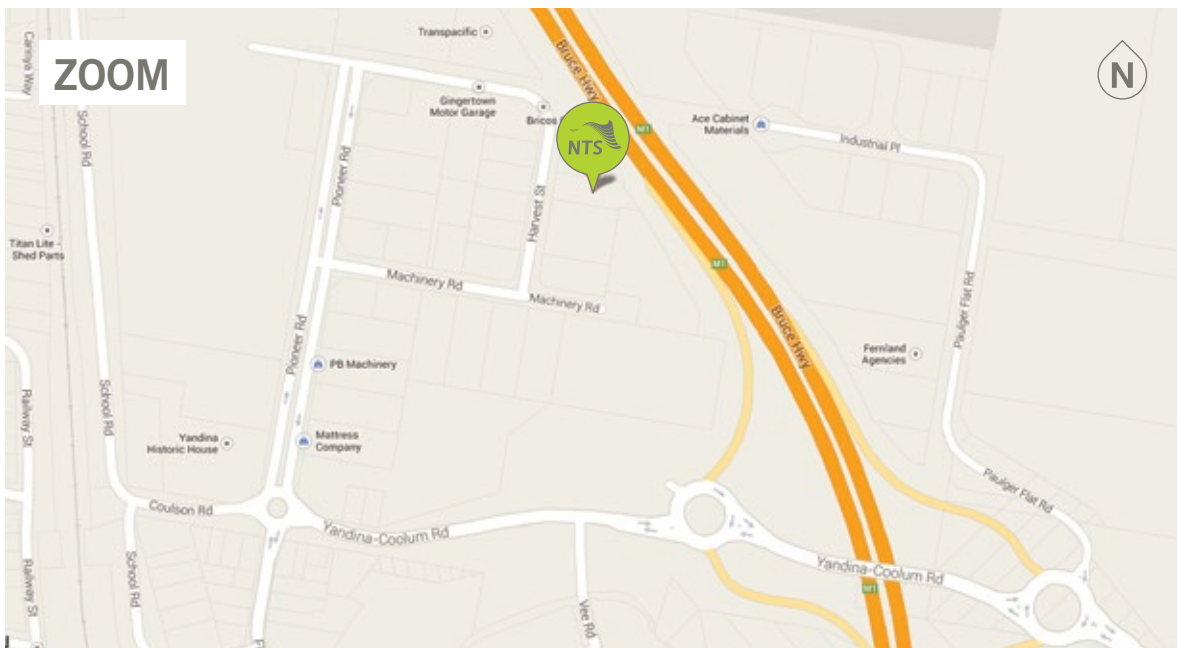 ZOOM
N
Cannya Way
School Rd
Transpacific
Bruce Hwy
Gingertown
Motor Garage
Bricos
NTS
M1
Ace Cabinet
Materials
Industrial Pl
Pioneer Rd
Harvest St
Titan Lite -
Shed Parts
Machinery Rd
Machinery Rd
M1
Paulger Flat Rd
Pioneer Rd
Bruce Hwy
Fernland
Agencies
PB Machinery
Railway St
School Rd
Yandina
Historic House
Mattress
Company
Paulger Flat Rd
Coulson Rd
Yandina-Coolum Rd
Yandina-Coolum Rd
M1
Railway St
School Rd
Vee Rd